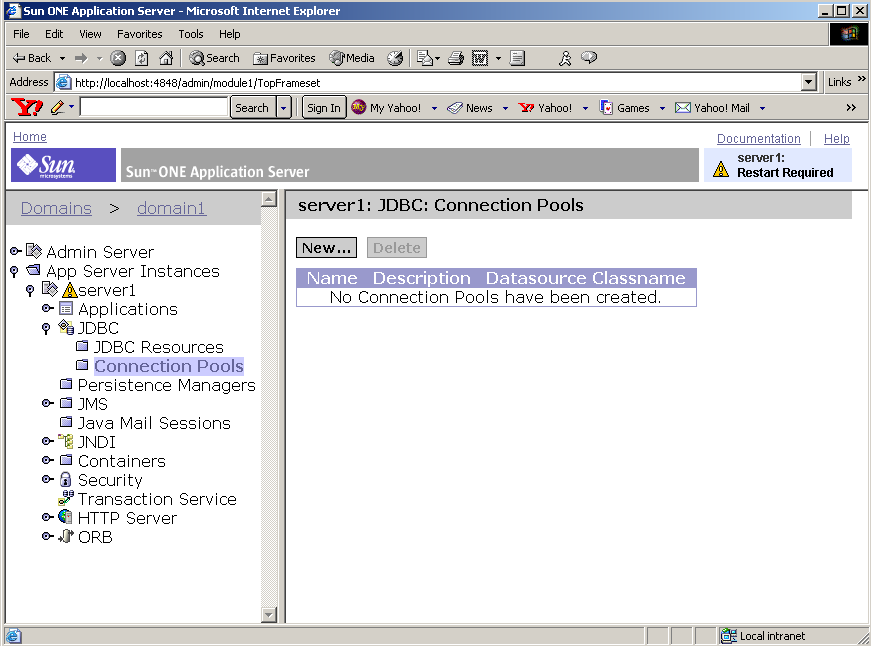 Sun ONE Application Server - Microsoft Internet Explorer
File Edit View Favorites Tools Help
Back Search Favorites Media
Address http://localhost:4848/admin/module1/TopFrameset Links »
Y! Search Sign In My Yahoo! News Yahoo! Games Yahoo! Mail »
Home Documentation | Help
Sun microsystems Sun™ ONE Application Server
server1:
Restart Required
Domains > domain1
server1: JDBC: Connection Pools
New... Delete
Name Description Datasource Classname
No Connection Pools have been created.
Admin Server
App Server Instances
server1
Applications
JDBC
JDBC Resources
Connection Pools
Persistence Managers
JMS
Java Mail Sessions
JNDI
Containers
Security
Transaction Service
HTTP Server
ORB
Local intranet